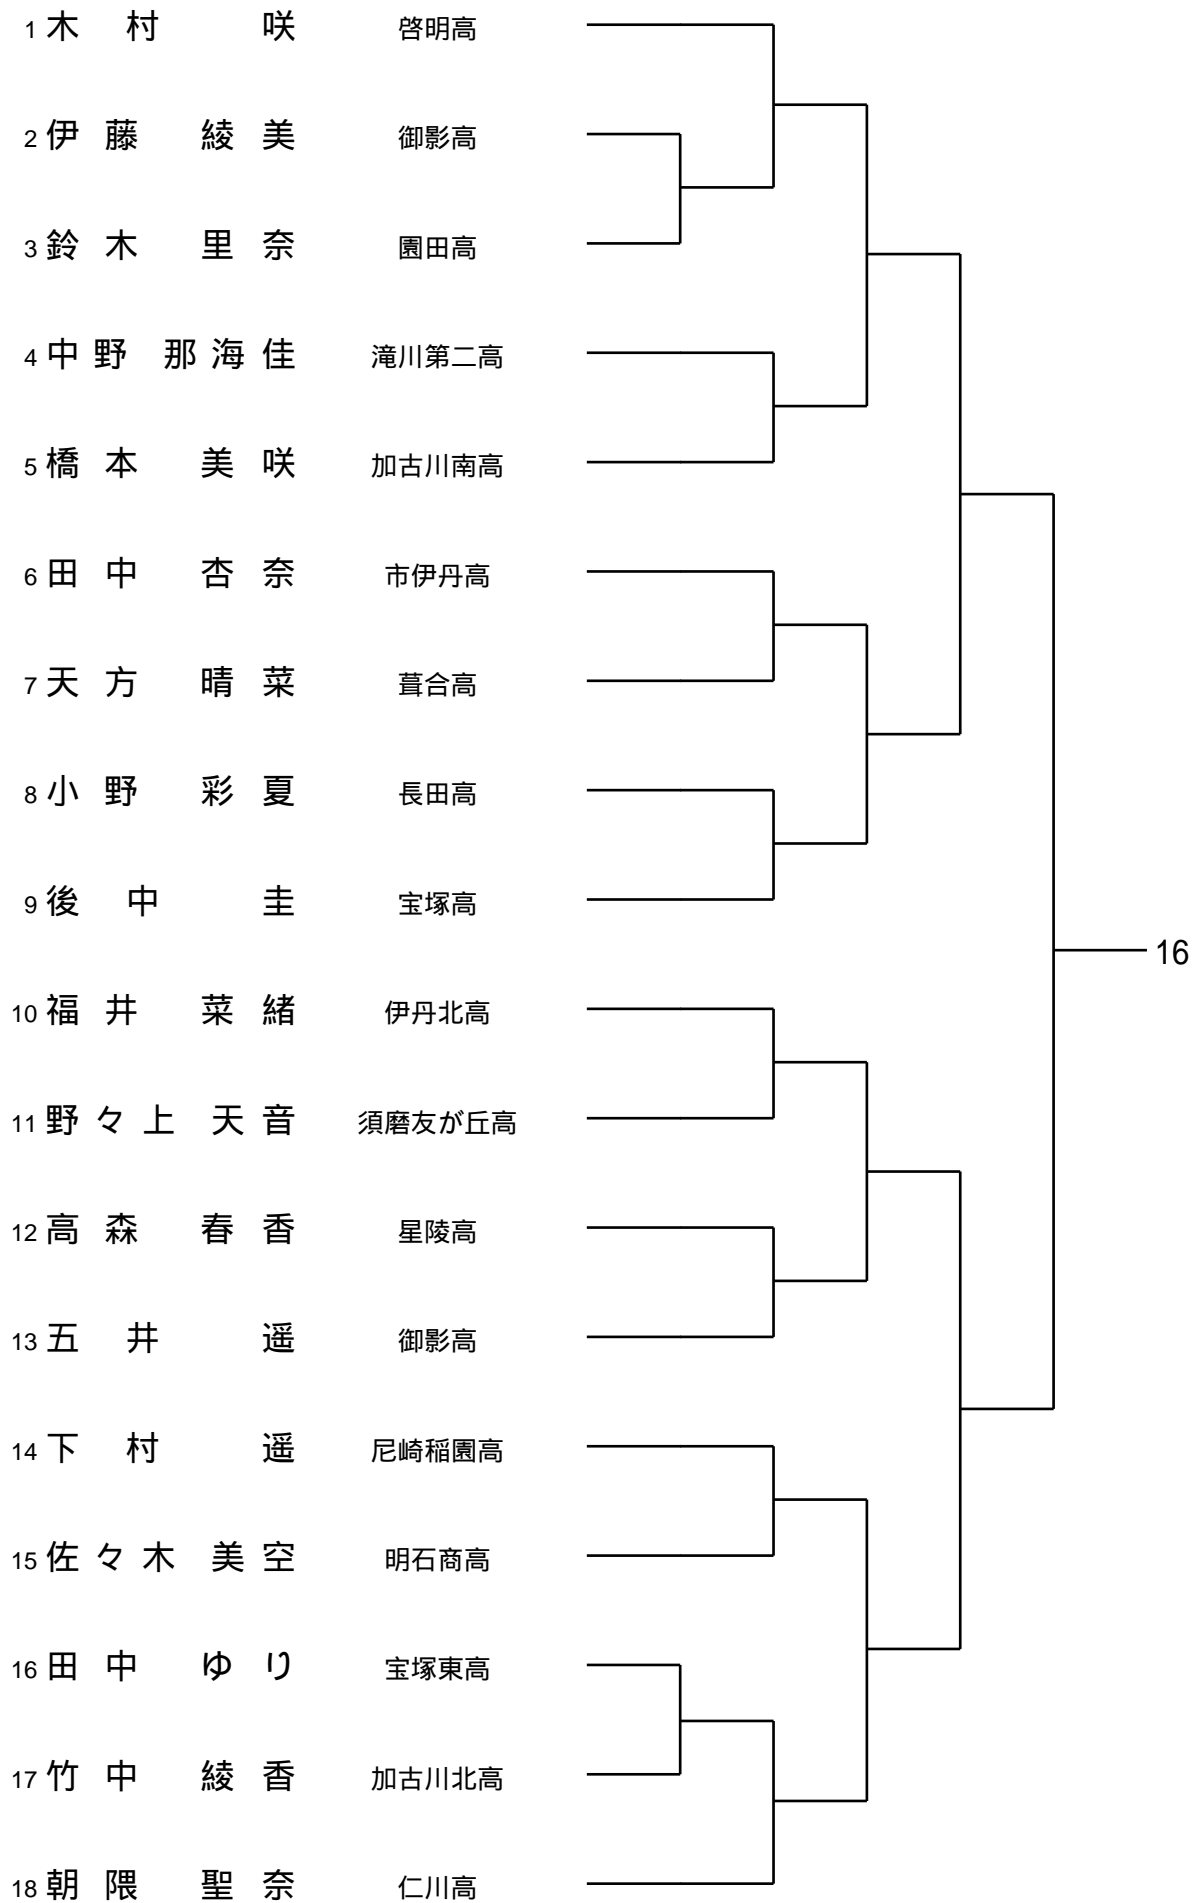 1 木村 咲 啓明高
2 伊藤 綾美 御影高
3 鈴木 里奈 園田高
4 中野 那海佳 滝川第二高
5 橋本 美咲 加古川南高
6 田中 杏奈 市伊丹高
7 天方 晴菜 葺合高
8 小野 彩夏 長田高
9 後中 圭 宝塚高
16
10 福井 菜緒 伊丹北高
11 野々上 天音 須磨友が丘高
12 高森 春香 星陵高
13 五井 遥 御影高
14 下村 遥 尼崎稲園高
15 佐々木 美空 明石商高
16 田中 ゆり 宝塚東高
17 竹中 綾香 加古川北高
18 朝隈 聖奈 仁川高